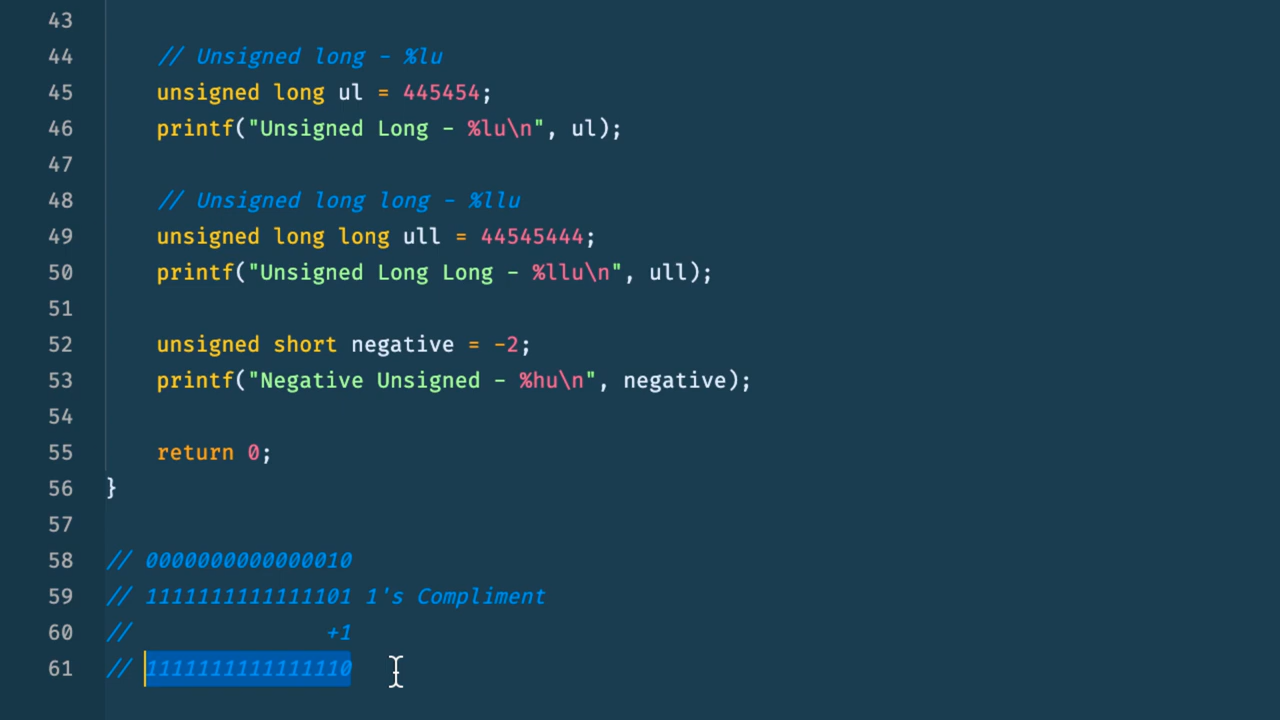 43
44 // Unsigned long - %lu
45 unsigned long ul = 445454;
46 printf("Unsigned Long - %lu\n", ul);
47
48 // Unsigned long long - %llu
49 unsigned long long ull = 44545444;
50 printf("Unsigned Long Long - %llu\n", ull);
51
52 unsigned short negative = -2;
53 printf("Negative Unsigned - %hu\n", negative);
54
55 return 0;
56 }
57
58 // 0000000000000010
59 // 1111111111111101 1's Compliment
60 // +1
61 // 1111111111111110